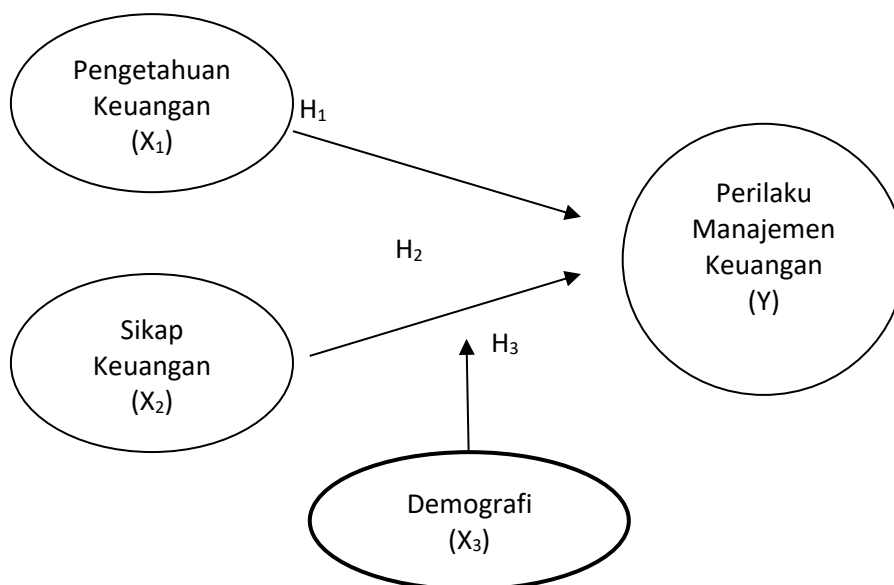 Pengetahuan
Keuangan
(X₁)
H₁
Perilaku
Manajemen
Keuangan
(Y)
H₂
Sikap
Keuangan
(X₂)
H₃
Demografi
(X₃)